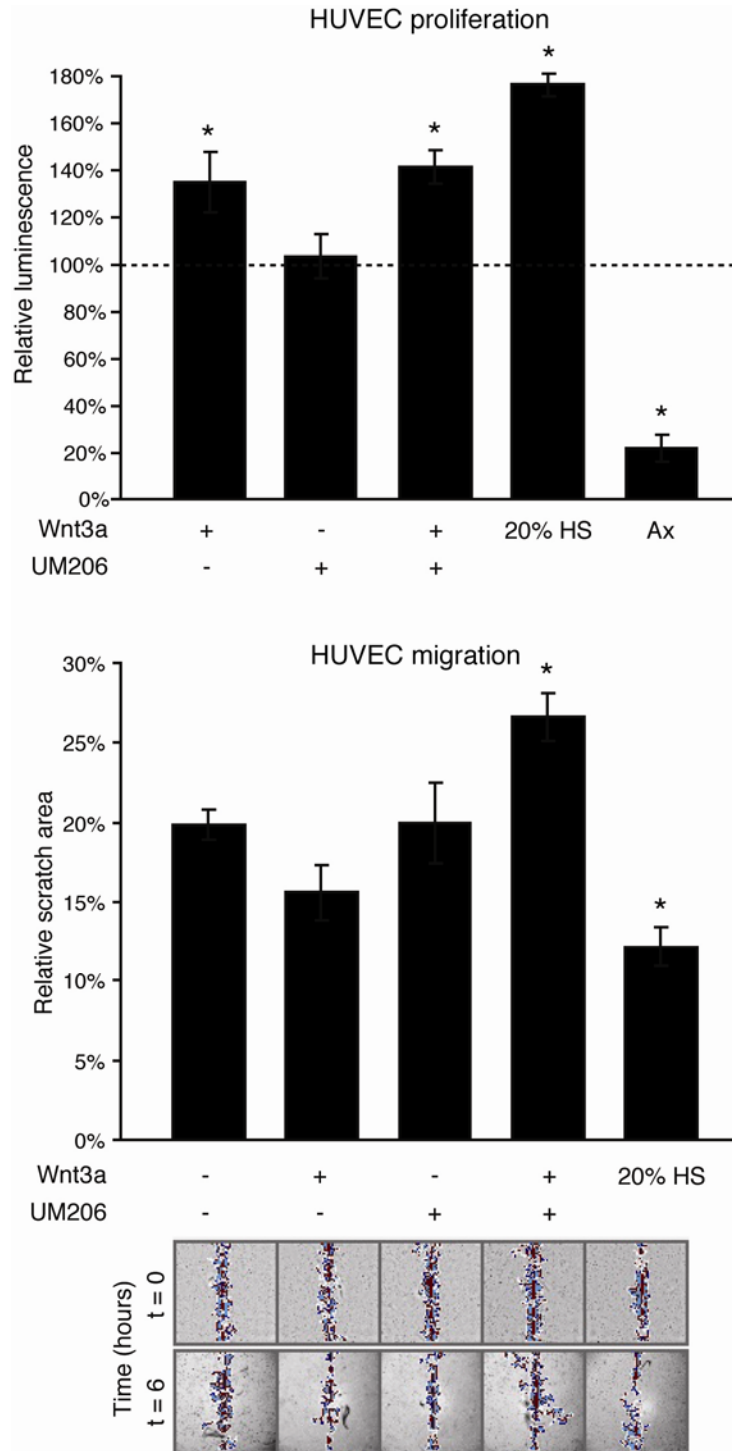 HUVEC proliferation
Relative luminescence
180%
160%
140%
120%
100%
80%
60%
40%
20%
0%
* * * *
Wnt3a + - + 20% HS Ax
UM206 - + +
HUVEC migration
Relative scratch area
30%
25%
20%
15%
10%
5%
0%
* *
Wnt3a - + - + 20% HS
UM206 - - + +
Time (hours)
t = 0
t = 6